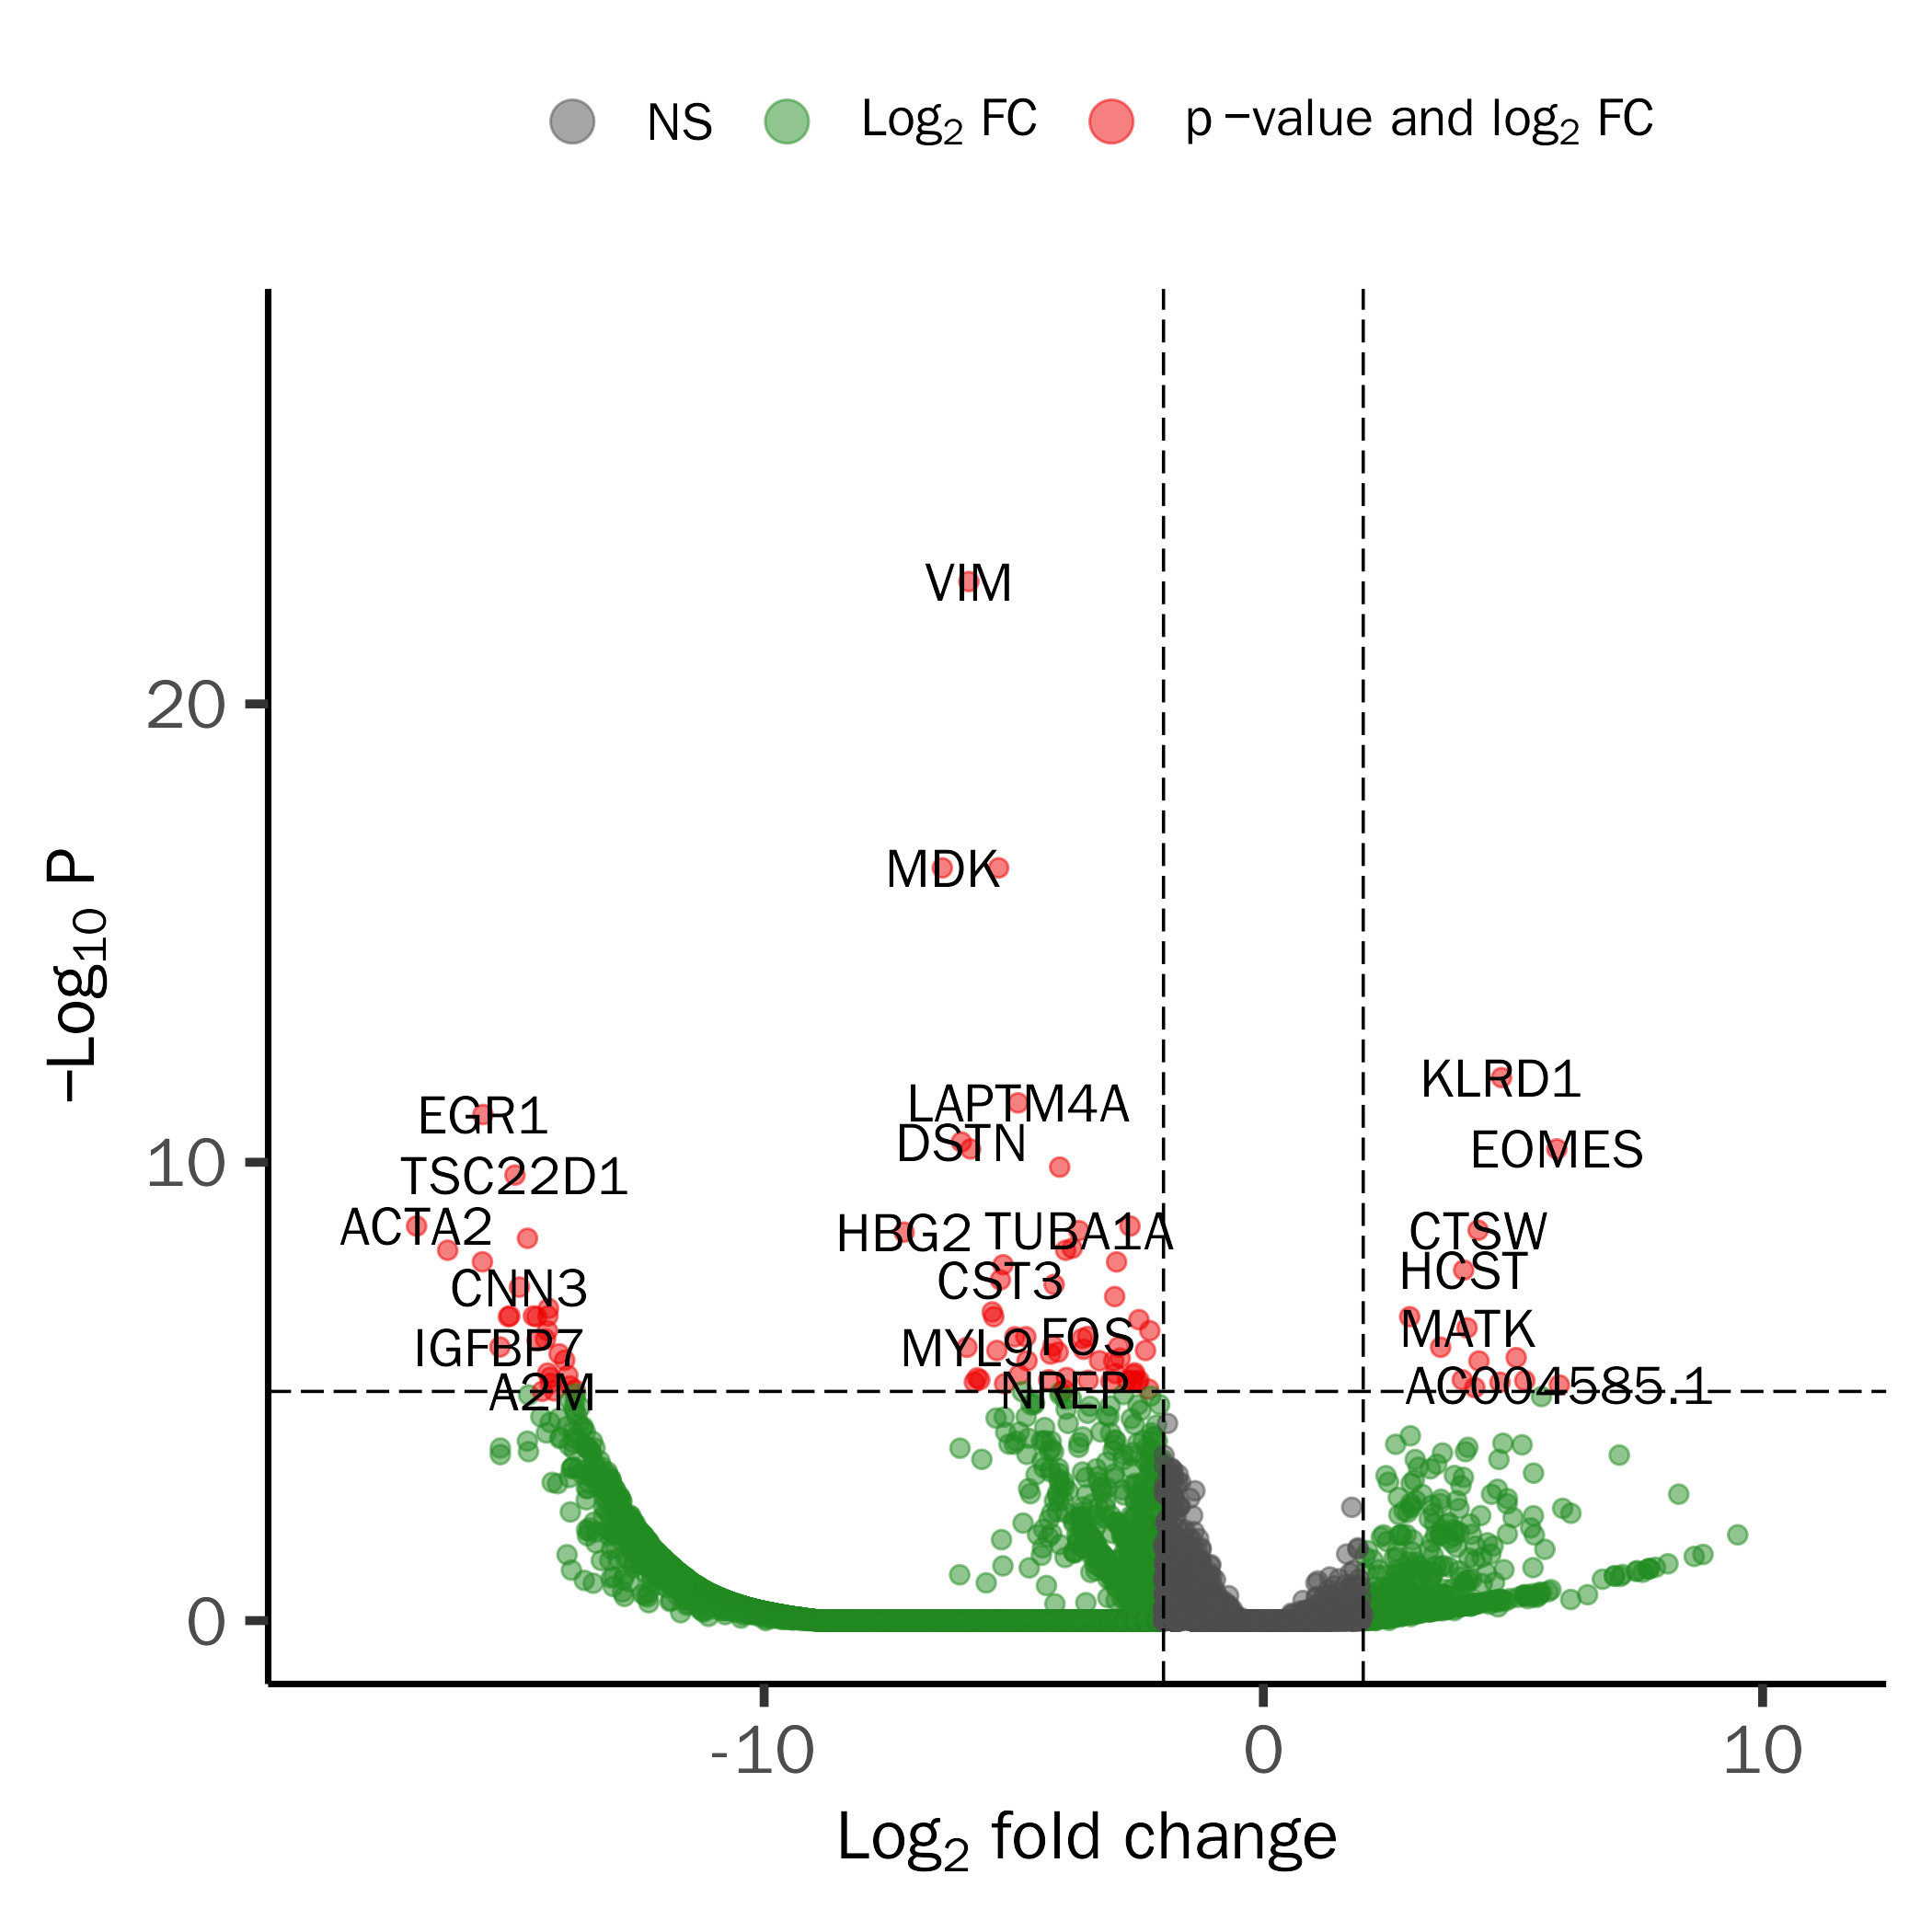 NS Log₂ FC p −value and log₂ FC
VIM
20
MDK
−Log₁₀ P
KLRD1
LAPTM4A
EGR1
DSTN
EOMES
10
TSC22D1
ACTA2
HBG2
TUBA1A
CTSW
CST3
HCST
CNN3
MATK
FOS
IGFBP7
MYL9
A2M
NREP
AC004585.1
0
-10 0 10
Log₂ fold change